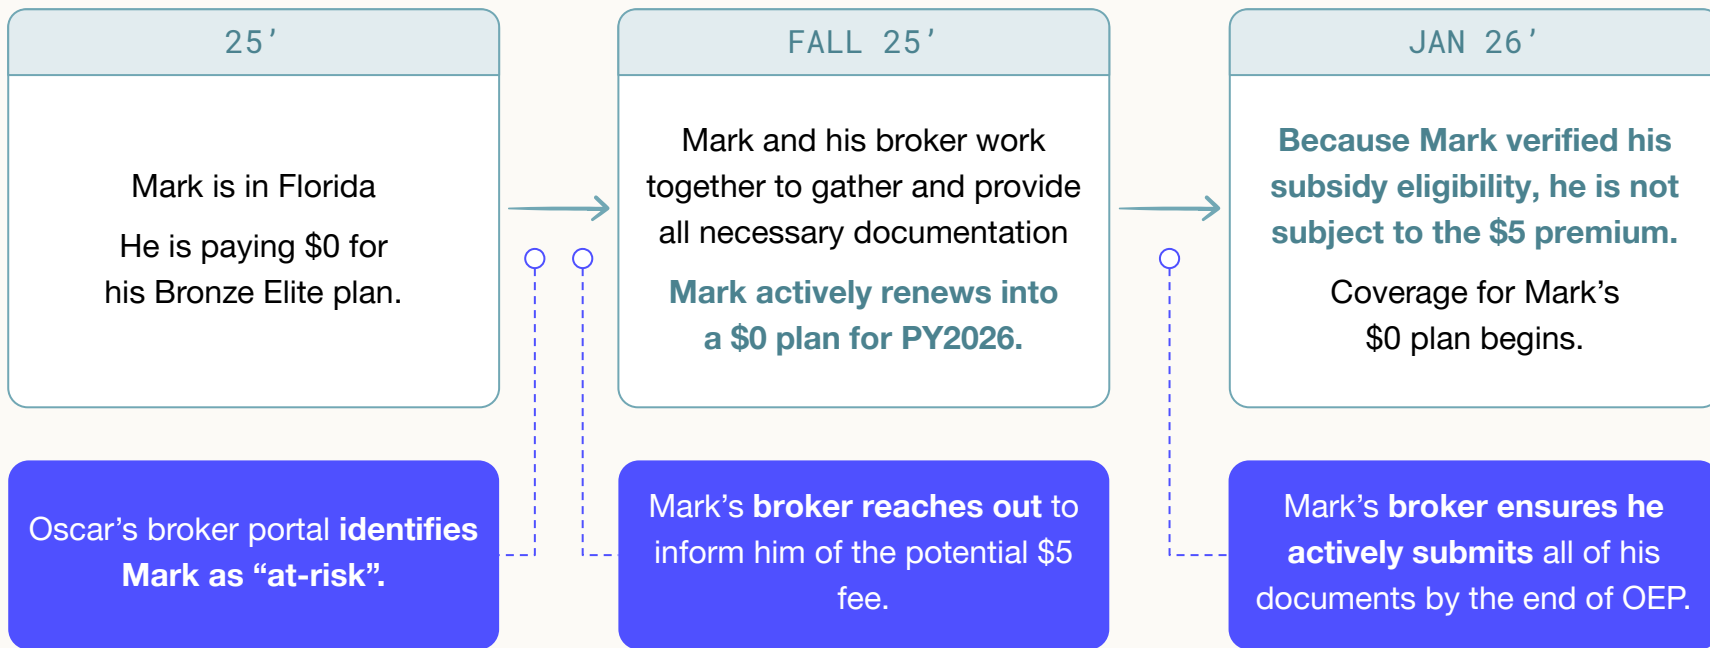 25’
Mark is in Florida
He is paying $0 for
his Bronze Elite plan.
FALL 25’
Mark and his broker work
together to gather and provide
all necessary documentation
Mark actively renews into
a $0 plan for PY2026.
JAN 26’
Because Mark verified his
subsidy eligibility, he is not
subject to the $5 premium.
Coverage for Mark’s
$0 plan begins.
Oscar’s broker portal identifies
Mark as “at-risk”.
Mark’s broker reaches out to
inform him of the potential $5
fee.
Mark’s broker ensures he
actively submits all of his
documents by the end of OEP.